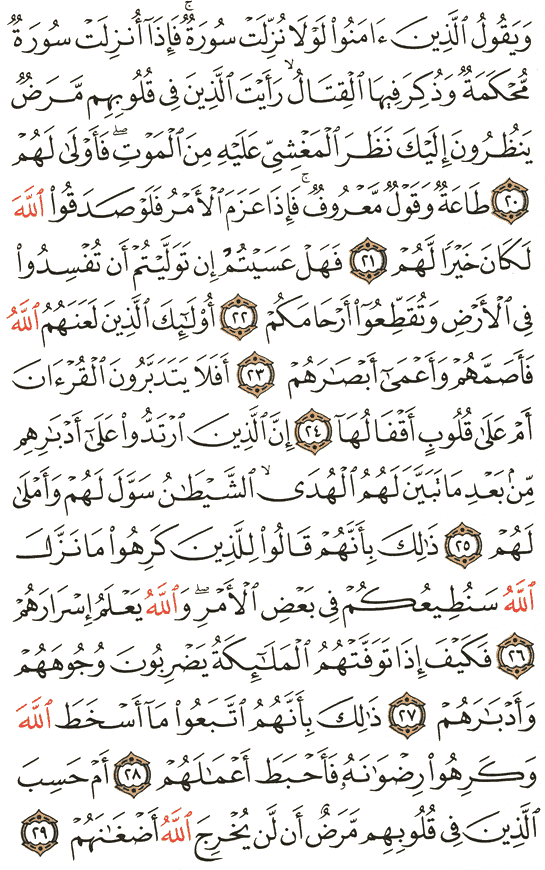 وَيَقُولُ ٱلَّذِينَ ءَامَنُوا۟ لَوْلَا نُزِّلَتْ سُورَةٌ ۖ فَإِذَآ أُنزِلَتْ سُورَةٌ
مُّحْكَمَةٌ وَذُكِرَ فِيهَا ٱلْقِتَالُ ۙ رَأَيْتَ ٱلَّذِينَ فِى قُلُوبِهِم مَّرَضٌ
يَنظُرُونَ إِلَيْكَ نَظَرَ ٱلْمَغْشِىِّ عَلَيْهِ مِنَ ٱلْمَوْتِ ۖ فَأَوْلَىٰ لَهُمْ
٢٠ طَاعَةٌ وَقَوْلٌ مَّعْرُوفٌ ۚ فَإِذَا عَزَمَ ٱلْأَمْرُ فَلَوْ صَدَقُوا۟ ٱللَّهَ
لَكَانَ خَيْرًا لَّهُمْ ٢١ فَهَلْ عَسَيْتُمْ إِن تَوَلَّيْتُمْ أَن تُفْسِدُوا۟
فِى ٱلْأَرْضِ وَتُقَطِّعُوٓا۟ أَرْحَامَكُمْ ٢٢ أُو۟لَٰٓئِكَ ٱلَّذِينَ لَعَنَهُمُ ٱللَّهُ
فَأَصَمَّهُمْ وَأَعْمَىٰٓ أَبْصَٰرَهُمْ ٢٣ أَفَلَا يَتَدَبَّرُونَ ٱلْقُرْءَانَ
أَمْ عَلَىٰ قُلُوبٍ أَقْفَالُهَآ ٢٤ إِنَّ ٱلَّذِينَ ٱرْتَدُّوا۟ عَلَىٰٓ أَدْبَٰرِهِم
مِّنۢ بَعْدِ مَا تَبَيَّنَ لَهُمُ ٱلْهُدَى ۙ ٱلشَّيْطَٰنُ سَوَّلَ لَهُمْ وَأَمْلَىٰ
لَهُمْ ٢٥ ذَٰلِكَ بِأَنَّهُمْ قَالُوا۟ لِلَّذِينَ كَرِهُوا۟ مَا نَزَّلَ
ٱللَّهُ سَنُطِيعُكُمْ فِى بَعْضِ ٱلْأَمْرِ ۖ وَٱللَّهُ يَعْلَمُ إِسْرَارَهُمْ
٢٦ فَكَيْفَ إِذَا تَوَفَّتْهُمُ ٱلْمَلَٰٓئِكَةُ يَضْرِبُونَ وُجُوهَهُمْ
وَأَدْبَٰرَهُمْ ٢٧ ذَٰلِكَ بِأَنَّهُمُ ٱتَّبَعُوا۟ مَآ أَسْخَطَ ٱللَّهَ
وَكَرِهُوا۟ رِضْوَٰنَهُۥ فَأَحْبَطَ أَعْمَٰلَهُمْ ٢٨ أَمْ حَسِبَ
ٱلَّذِينَ فِى قُلُوبِهِم مَّرَضٌ أَن لَّن يُخْرِجَ ٱللَّهُ أَضْغَٰنَهُمْ ٢٩